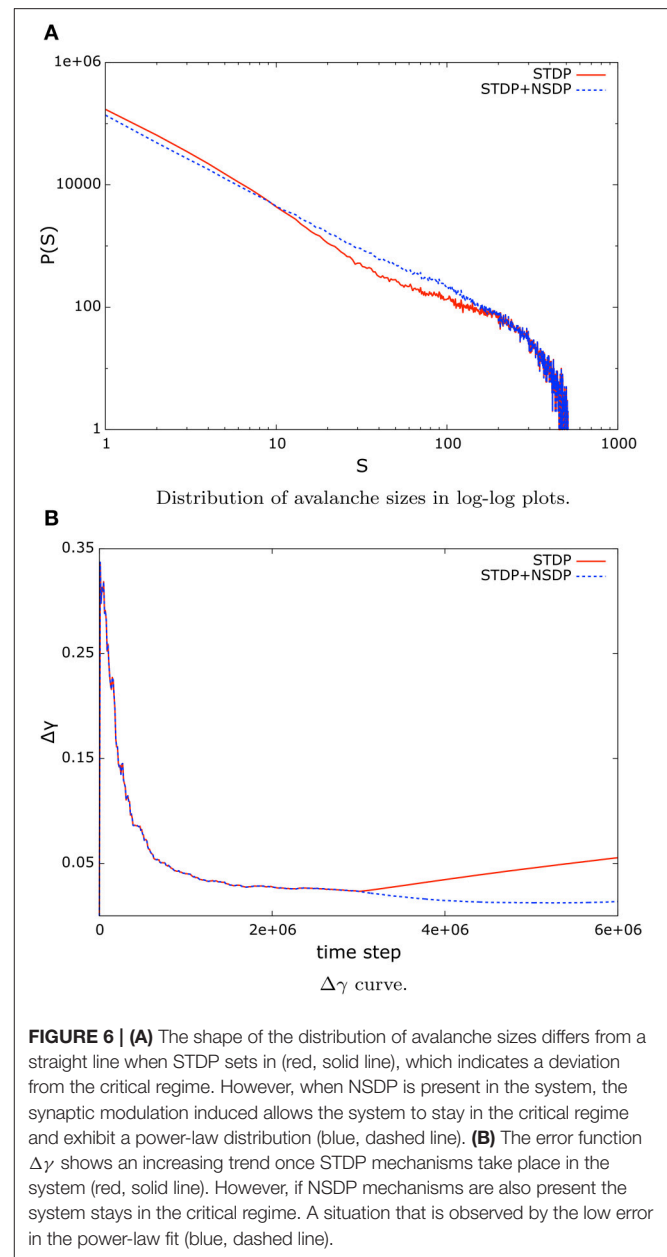 A
1e+06
STDP
STDP+NSDP
10000
P(S)
100
1
1 10 100 1000
S
Distribution of avalanche sizes in log-log plots.
B
0.35
STDP
STDP+NSDP
0.25
Δγ
0.15
0.05
0 2e+06 4e+06 6e+06
time step
Δγ curve.
FIGURE 6 | (A) The shape of the distribution of avalanche sizes differs from a
straight line when STDP sets in (red, solid line), which indicates a deviation
from the critical regime. However, when NSDP is present in the system, the
synaptic modulation induced allows the system to stay in the critical regime
and exhibit a power-law distribution (blue, dashed line). (B) The error function
Δγ shows an increasing trend once STDP mechanisms take place in the
system (red, solid line). However, if NSDP mechanisms are also present the
system stays in the critical regime. A situation that is observed by the low error
in the power-law fit (blue, dashed line).